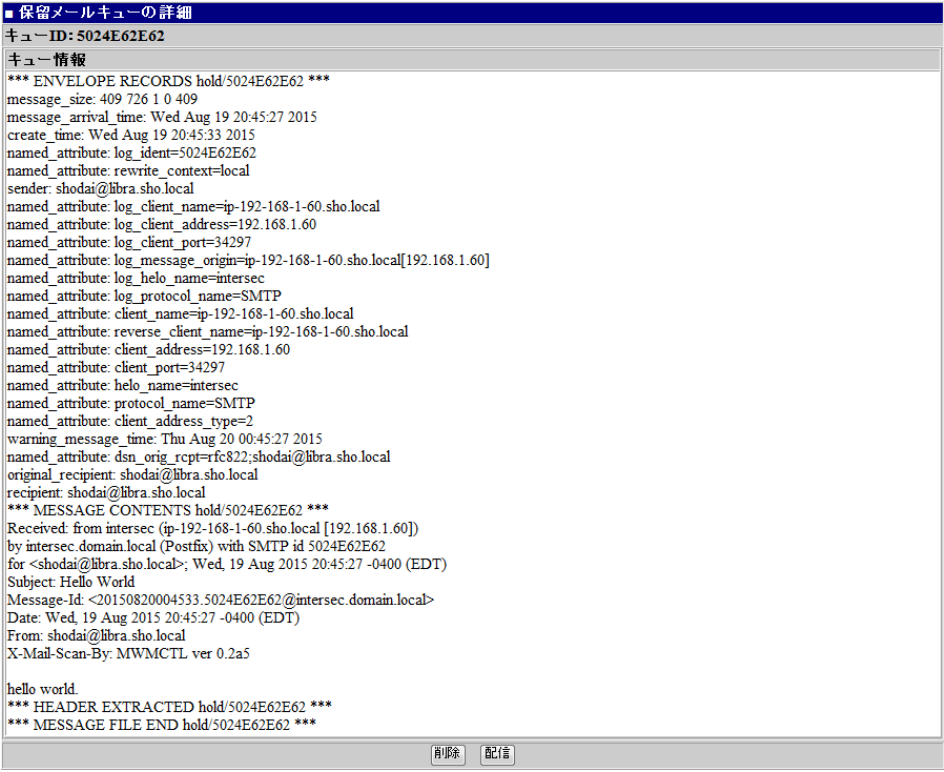 ■ 保留メールキューの詳細
キューID: 5024E62E62
キュー情報
*** ENVELOPE RECORDS hold/5024E62E62 ***
message_size: 409 726 1 0 409
message_arrival_time: Wed Aug 19 20:45:27 2015
create_time: Wed Aug 19 20:45:33 2015
named_attribute: log_ident=5024E62E62
named_attribute: rewrite_context=local
sender: shodai@libra.sho.local
named_attribute: log_client_name=ip-192-168-1-60.sho.local
named_attribute: log_client_address=192.168.1.60
named_attribute: log_client_port=34297
named_attribute: log_message_origin=ip-192-168-1-60.sho.local[192.168.1.60]
named_attribute: log_helo_name=intersec
named_attribute: log_protocol_name=SMTP
named_attribute: client_name=ip-192-168-1-60.sho.local
named_attribute: reverse_client_name=ip-192-168-1-60.sho.local
named_attribute: client_address=192.168.1.60
named_attribute: client_port=34297
named_attribute: helo_name=intersec
named_attribute: protocol_name=SMTP
named_attribute: client_address_type=2
warning_message_time: Thu Aug 20 00:45:27 2015
named_attribute: dsn_orig_rcpt=rfc822;shodai@libra.sho.local
original_recipient: shodai@libra.sho.local
recipient: shodai@libra.sho.local
*** MESSAGE CONTENTS hold/5024E62E62 ***
Received: from intersec (ip-192-168-1-60.sho.local [192.168.1.60])
by intersec.domain.local (Postfix) with SMTP id 5024E62E62
for <shodai@libra.sho.local>; Wed, 19 Aug 2015 20:45:27 -0400 (EDT)
Subject: Hello World
Message-Id: <20150820004533.5024E62E62@intersec.domain.local>
Date: Wed, 19 Aug 2015 20:45:27 -0400 (EDT)
From: shodai@libra.sho.local
X-Mail-Scan-By: MWMCTL ver 0.2a5

hello world.
*** HEADER EXTRACTED hold/5024E62E62 ***
*** MESSAGE FILE END hold/5024E62E62 ***
削除 配信